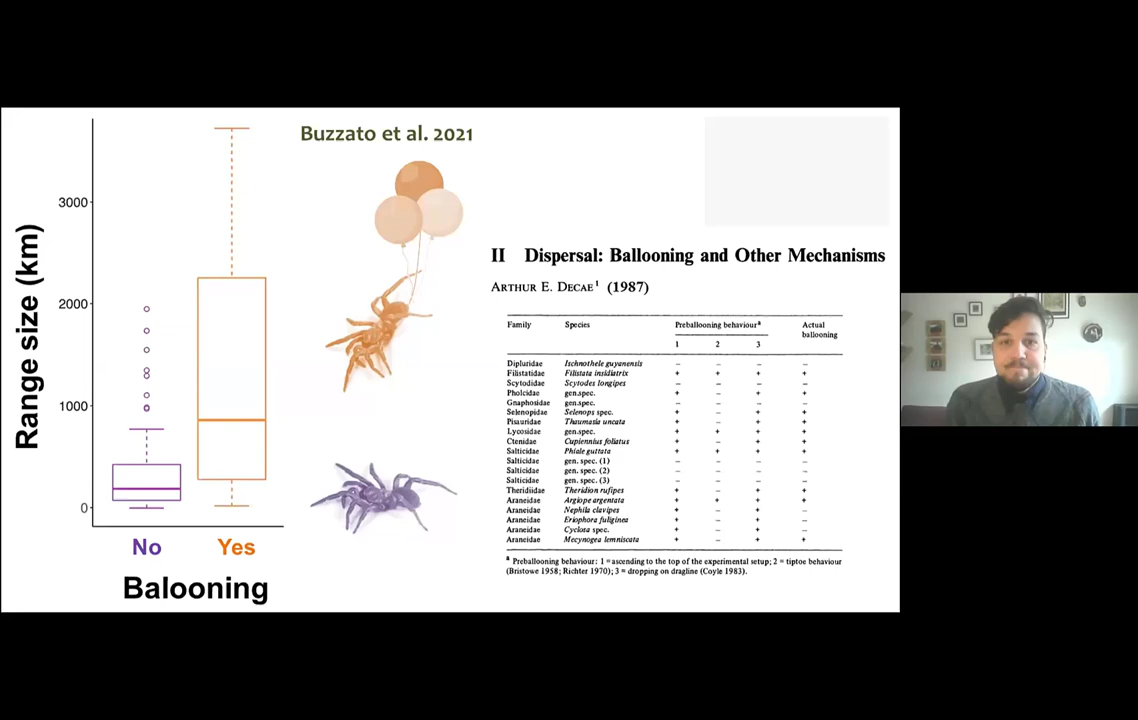 Buzzato et al. 2021
Range size (km)
3000
2000
1000
0
No Yes
Balooning
II Dispersal: Ballooning and Other Mechanisms
ARTHUR E. DECAE¹ (1987)
Family Species Preballooning behaviourª Actual
ballooning
1 2 3
Dipluridae Ischnothele guyanensis – – – –
Filistatidae Filistata insidiatrix + + + +
Scytodidae Scytodes longipes – – – –
Pholcidae gen.spec. + – + +
Gnaphosidae gen.spec. – – – –
Selenopidae Selenops spec. + – + +
Pisauridae Thaumasia uncata + – + +
Lycosidae gen.spec. + + + +
Ctenidae Cupiennius foliatus + – + +
Salticidae Phiale guttata + + + +
Salticidae gen. spec. (1) – – – –
Salticidae gen. spec. (2) – – – –
Salticidae gen. spec. (3) – – – –
Theridiidae Theridion rufipes + – + +
Araneidae Argiope argentata + + + +
Araneidae Nephila clavipes + – + –
Araneidae Eriophora fuliginea + – + –
Araneidae Cyclosa spec. + – + –
Araneidae Mecynogea lemniscata + – + +
ª Preballooning behaviour: 1 = ascending to the top of the experimental setup; 2 = tiptoe behaviour
(Bristowe 1958; Richter 1970); 3 = dropping on dragline (Coyle 1983).